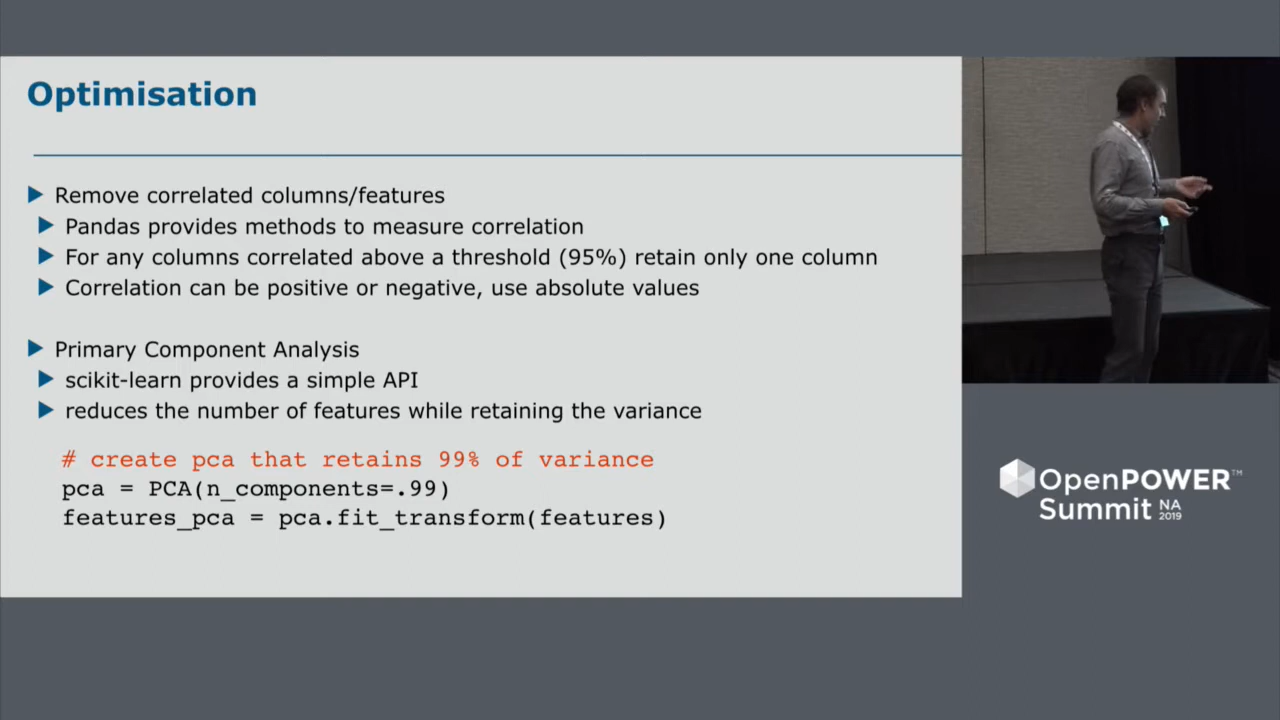 Optimisation
Remove correlated columns/features
Pandas provides methods to measure correlation
For any columns correlated above a threshold (95%) retain only one column
Correlation can be positive or negative, use absolute values
Primary Component Analysis
scikit-learn provides a simple API
reduces the number of features while retaining the variance
# create pca that retains 99% of variance
pca = PCA(n_components=.99)
features_pca = pca.fit_transform(features)
OpenPOWER™
Summit NA 2019